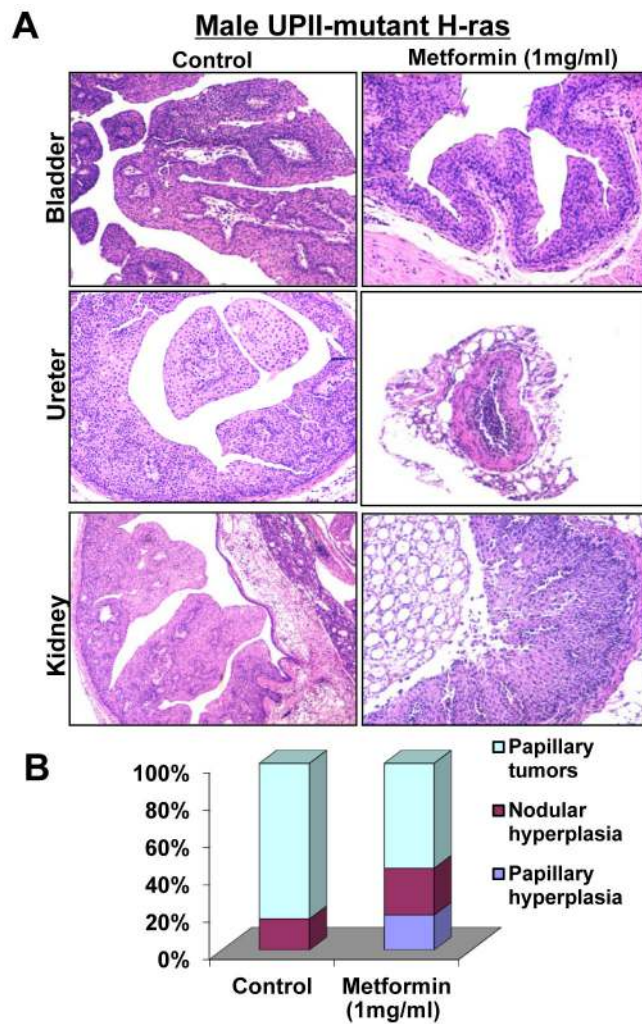 A
Male UPII-mutant H-ras
Control
Metformin (1mg/ml)
Bladder
Ureter
Kidney
B
100%
80%
60%
40%
20%
0%
Control
Metformin
(1mg/ml)
Papillary
tumors
Nodular
hyperplasia
Papillary
hyperplasia